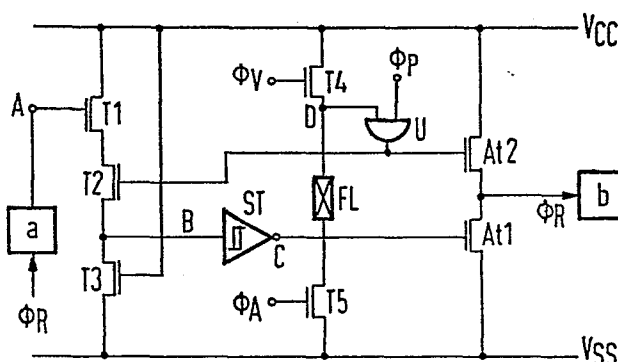 VCC
ΦV
T4
ΦP
A
T1
D
U
T2
At2
ST
FL
B
a
b
ΦR
C
At1
T3
ΦA
T5
ΦR
VSS